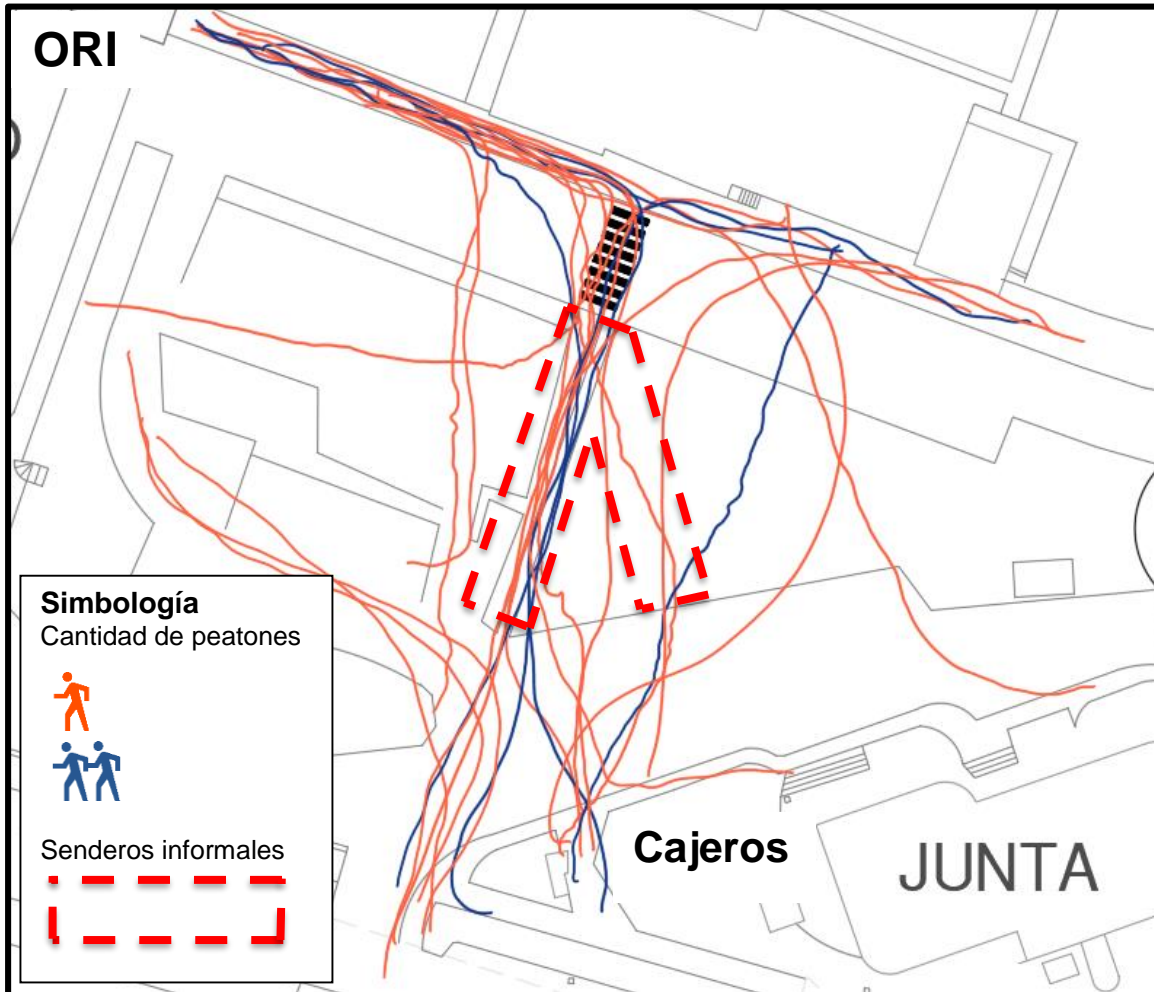 ORI
Simbología
Cantidad de peatones
Senderos informales
Cajeros
JUNTA